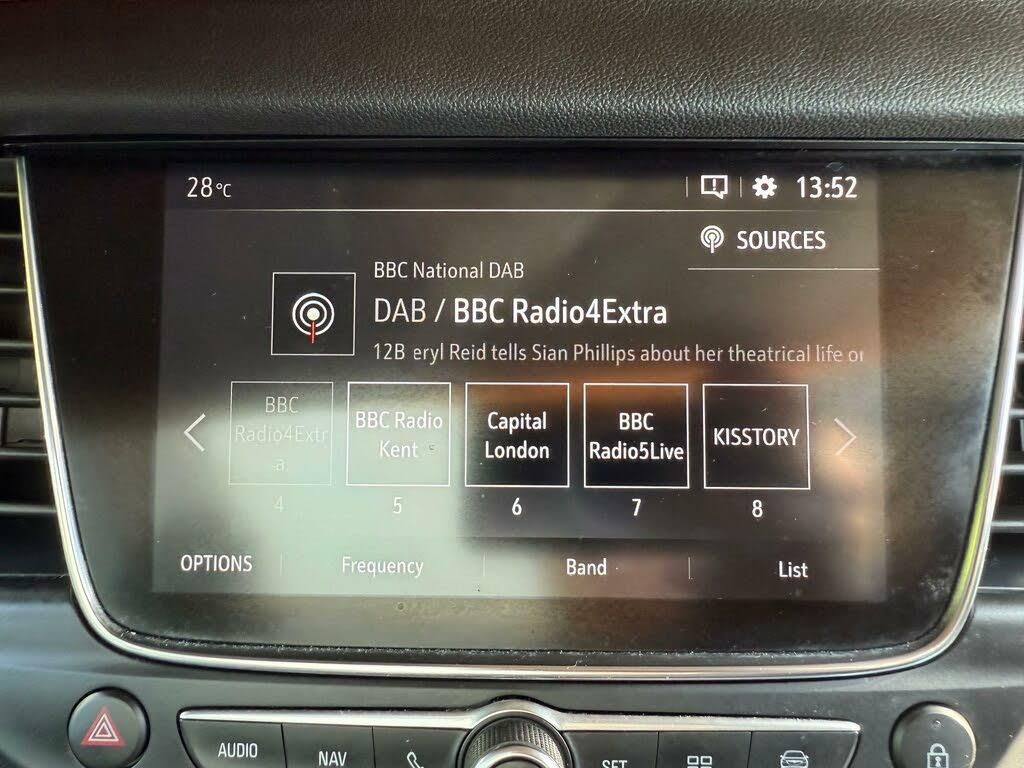 28°C
13:52
SOURCES
BBC National DAB
DAB / BBC Radio4Extra
12B eryl Reid tells Sian Phillips about her theatrical life or
BBC
Radio4Extr
a
BBC Radio
Kent
Capital
London
BBC
Radio5Live
KISSTORY
4
5
6
7
8
OPTIONS
Frequency
Band
List
AUDIO
NAV
SET